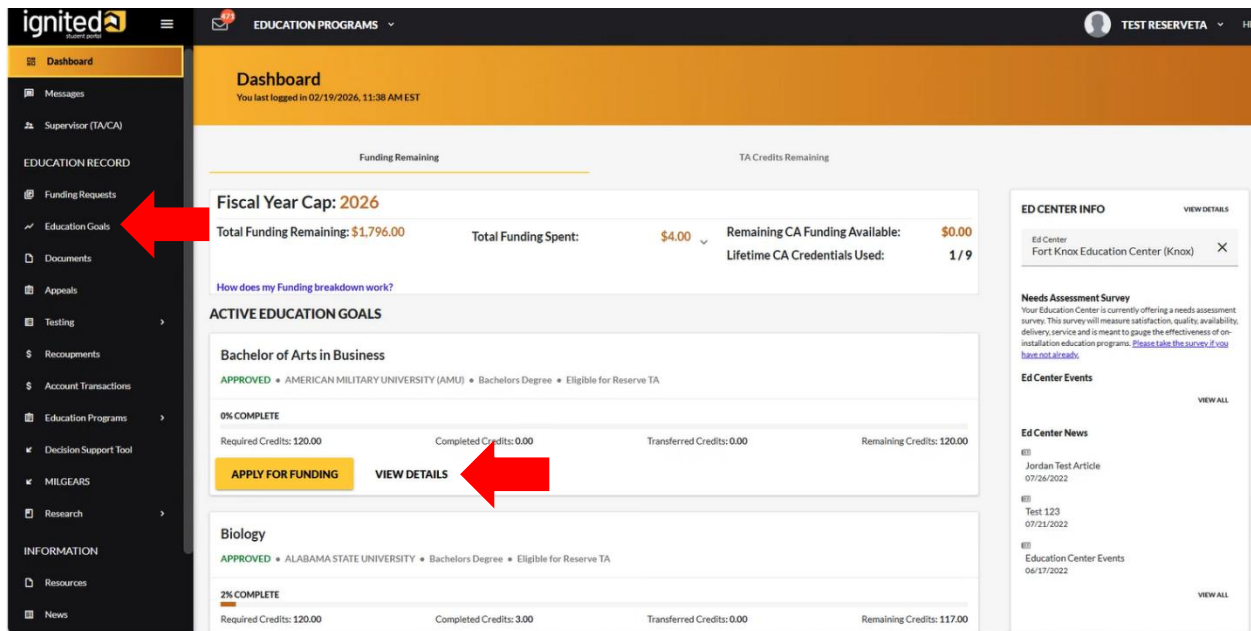 ignited
student portal
471
EDUCATION PROGRAMS
TEST RESERVETA
Dashboard
Messages
Supervisor (TA/CA)
EDUCATION RECORD
Funding Requests
Education Goals
Documents
Appeals
Testing
Recoupments
Account Transactions
Education Programs
Decision Support Tool
MILGEARS
Research
INFORMATION
Resources
News
Dashboard
You last logged in 02/19/2026, 11:38 AM EST
Funding Remaining
TA Credits Remaining
Fiscal Year Cap: 2026
Total Funding Remaining: $1,796.00
Total Funding Spent: $4.00
Remaining CA Funding Available: $0.00
Lifetime CA Credentials Used: 1 / 9
How does my Funding breakdown work?
ACTIVE EDUCATION GOALS
Bachelor of Arts in Business
APPROVED • AMERICAN MILITARY UNIVERSITY (AMU) • Bachelors Degree • Eligible for Reserve TA
0% COMPLETE
Required Credits: 120.00 Completed Credits: 0.00 Transferred Credits: 0.00 Remaining Credits: 120.00
APPLY FOR FUNDING VIEW DETAILS
Biology
APPROVED • ALABAMA STATE UNIVERSITY • Bachelors Degree • Eligible for Reserve TA
2% COMPLETE
Required Credits: 120.00 Completed Credits: 3.00 Transferred Credits: 0.00 Remaining Credits: 117.00
ED CENTER INFO VIEW DETAILS
Ed Center
Fort Knox Education Center (Knox)
Needs Assessment Survey
Your Education Center is currently offering a needs assessment
survey. This survey will measure satisfaction, quality, availability,
delivery, service and is meant to gauge the effectiveness of on-
installation education programs. Please take the survey if you
have not already.
Ed Center Events
VIEW ALL
Ed Center News
Jordan Test Article
07/26/2022
Test 123
07/21/2022
Education Center Events
06/17/2022
VIEW ALL